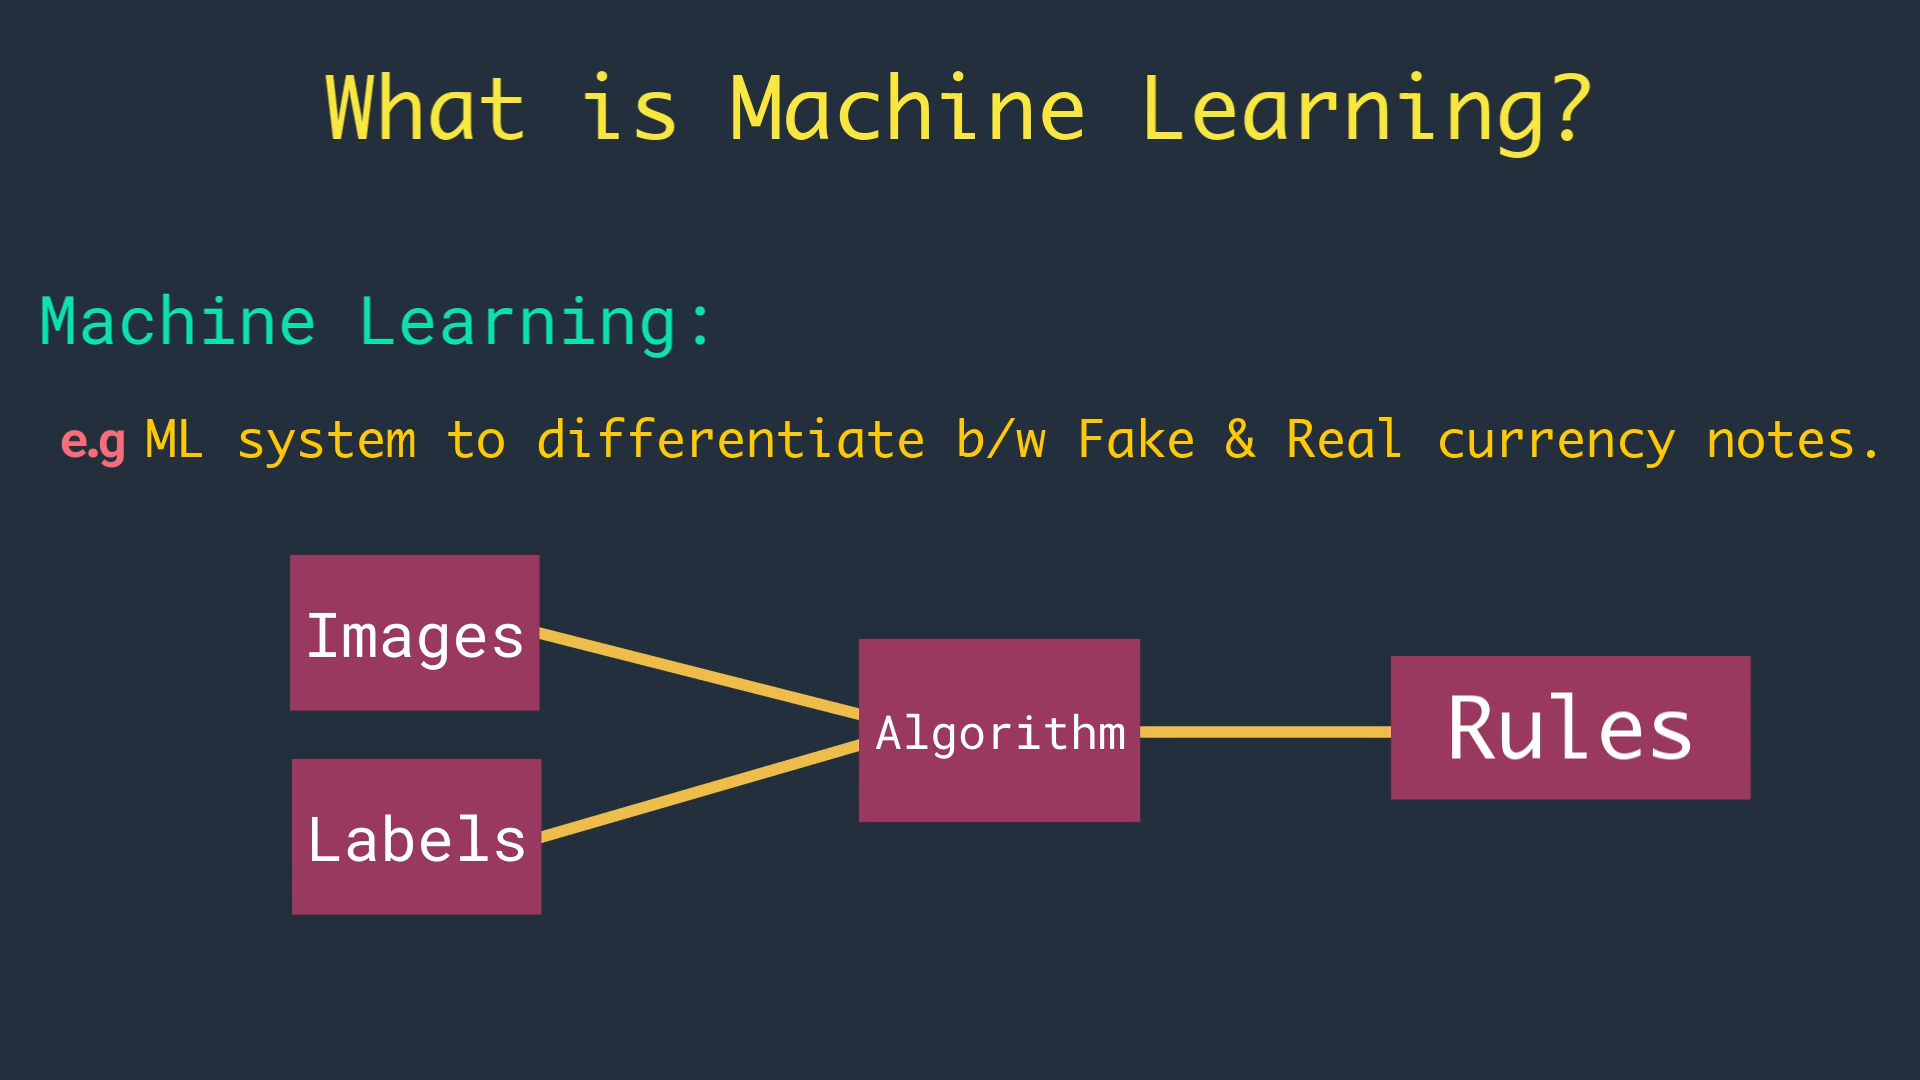 What is Machine Learning?
Machine Learning:
e.g ML system to differentiate b/w Fake & Real currency notes.
Images
Labels
Algorithm
Rules